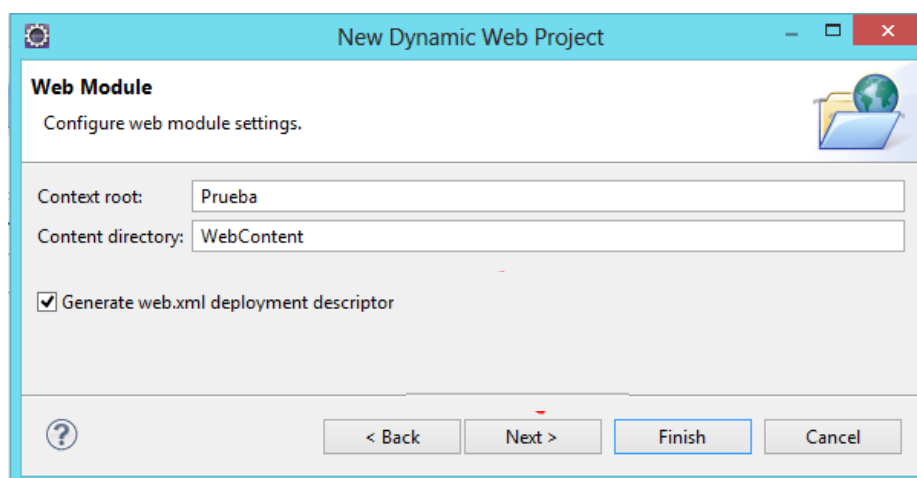 New Dynamic Web Project
Web Module
Configure web module settings.
Context root: Prueba
Content directory: WebContent
Generate web.xml deployment descriptor
? < Back Next > Finish Cancel